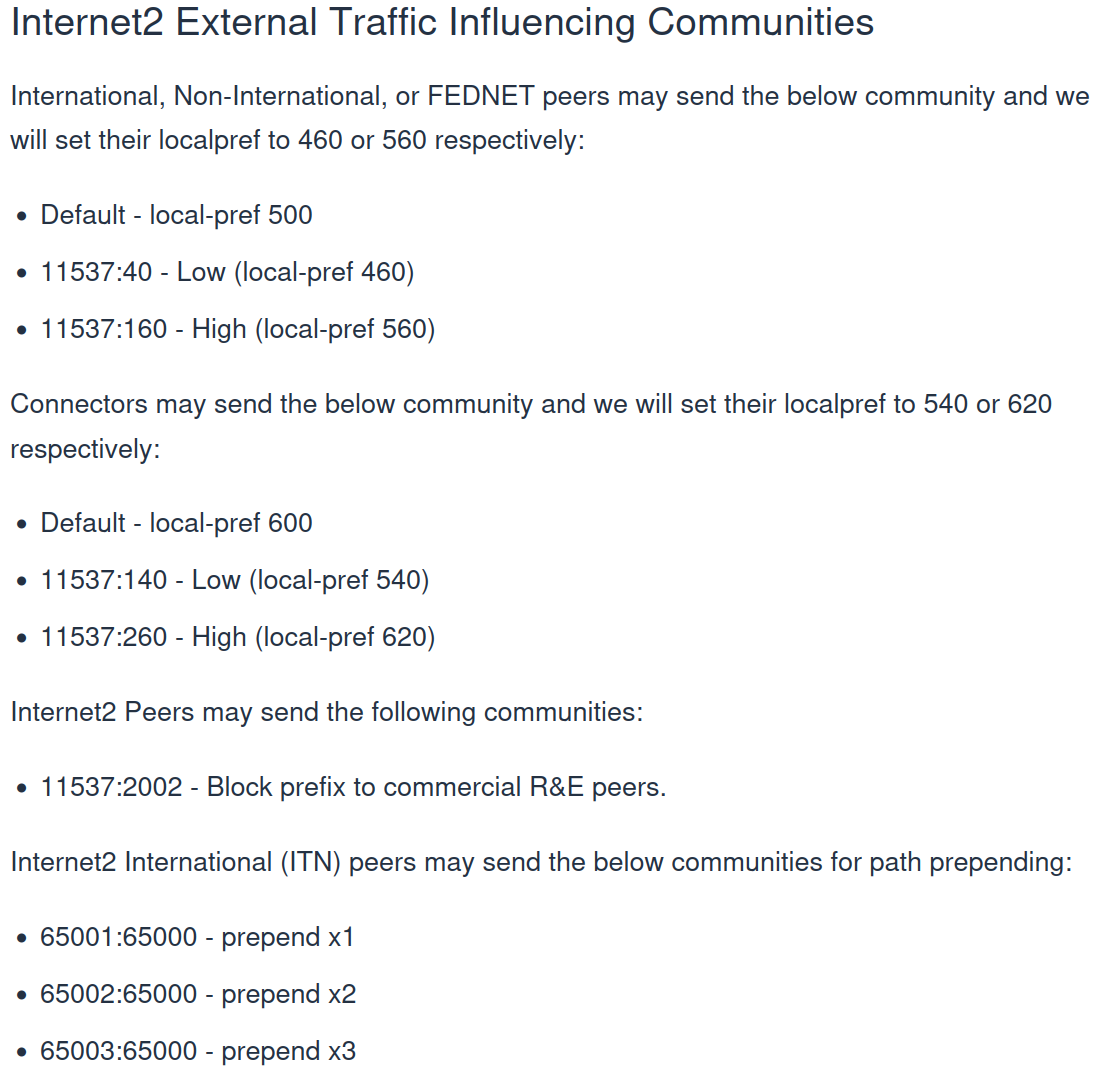 Internet2 External Traffic Influencing Communities
International, Non-International, or FEDNET peers may send the below community and we
will set their localpref to 460 or 560 respectively:
• Default - local-pref 500
• 11537:40 - Low (local-pref 460)
• 11537:160 - High (local-pref 560)
Connectors may send the below community and we will set their localpref to 540 or 620
respectively:
• Default - local-pref 600
• 11537:140 - Low (local-pref 540)
• 11537:260 - High (local-pref 620)
Internet2 Peers may send the following communities:
• 11537:2002 - Block prefix to commercial R&E peers.
Internet2 International (ITN) peers may send the below communities for path prepending:
• 65001:65000 - prepend x1
• 65002:65000 - prepend x2
• 65003:65000 - prepend x3